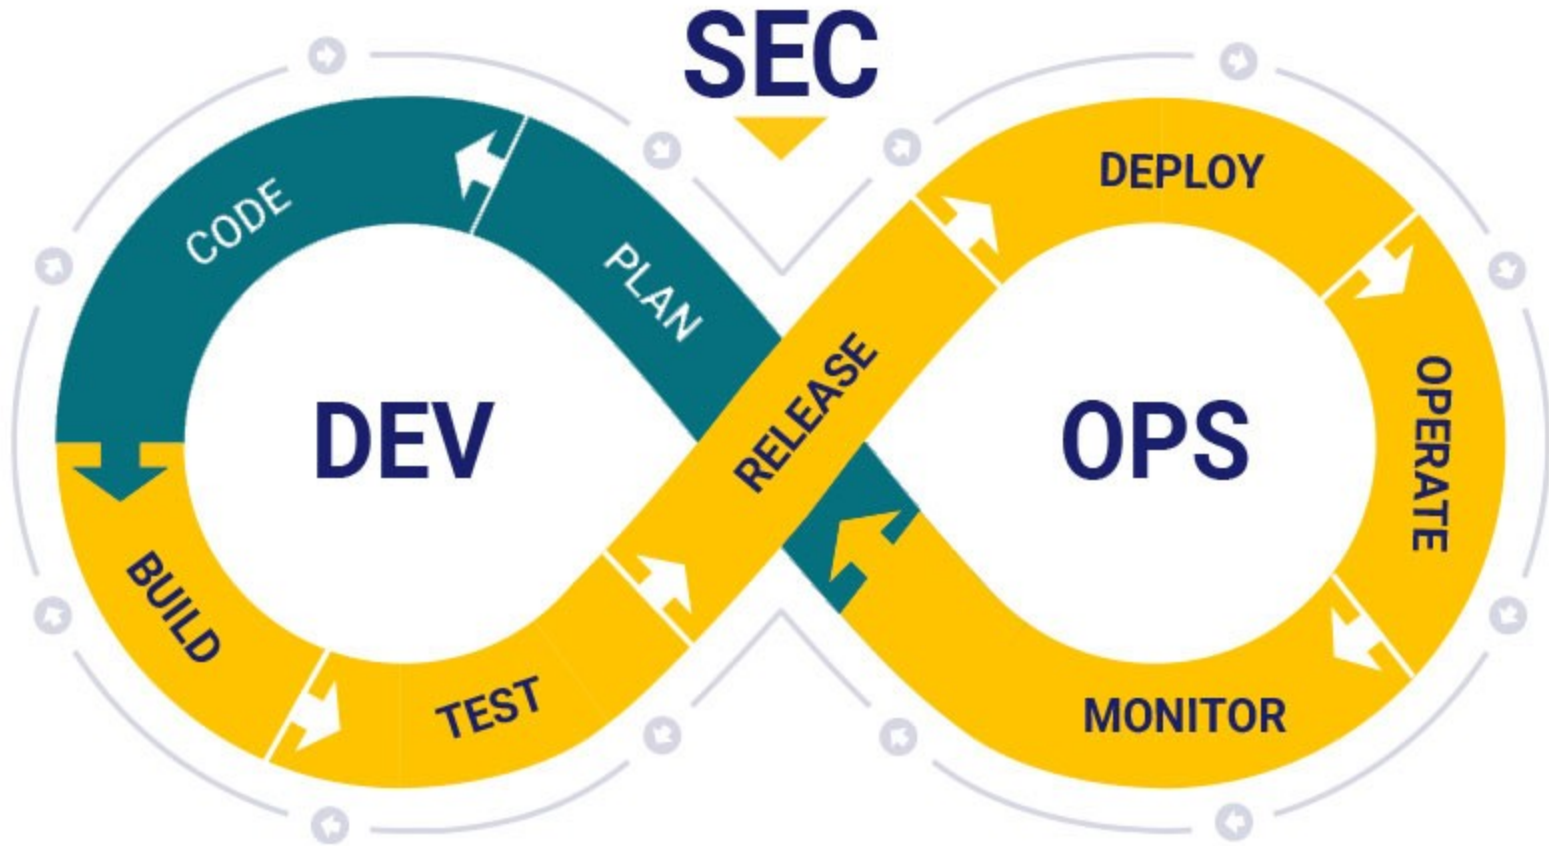 SEC
CODE
PLAN
DEPLOY
DEV
RELEASE
OPS
OPERATE
BUILD
TEST
MONITOR